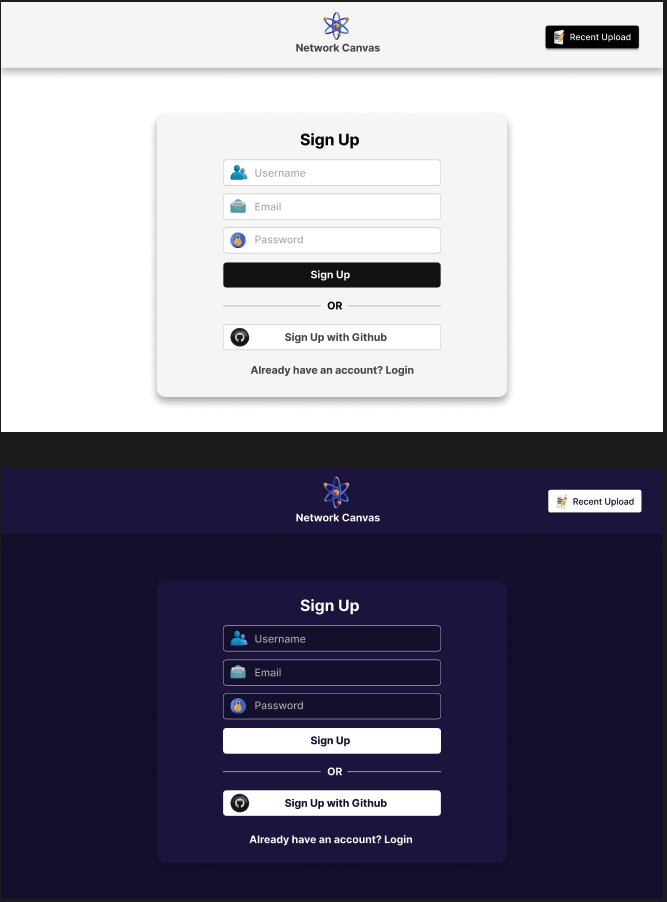 Network Canvas
Recent Upload
Sign Up
Username
Email
Password
Sign Up
OR
Sign Up with Github
Already have an account? Login
Network Canvas
Recent Upload
Sign Up
Username
Email
Password
Sign Up
OR
Sign Up with Github
Already have an account? Login